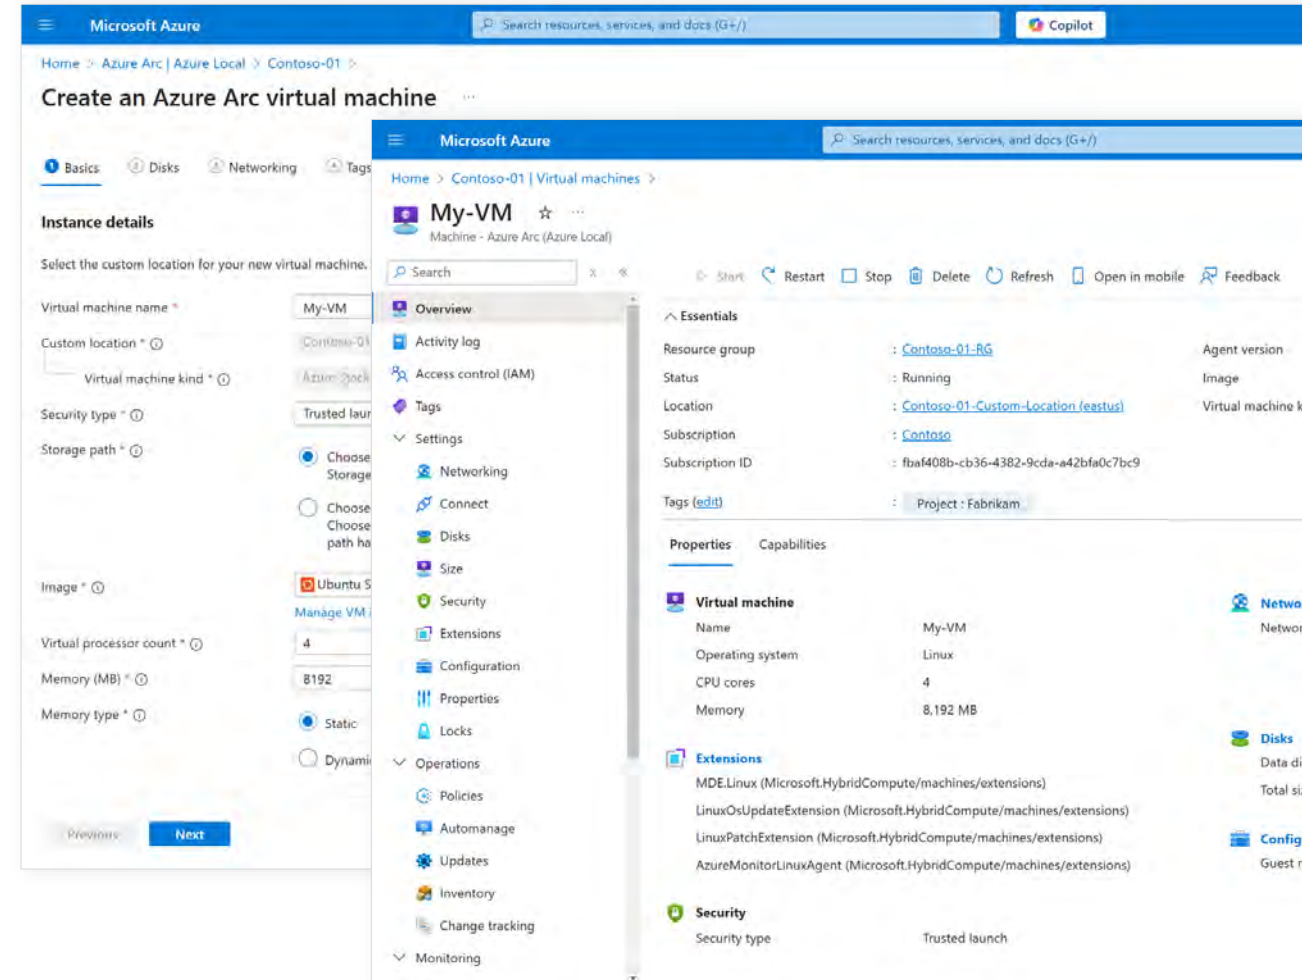 Microsoft Azure
Search resources, services, and docs (G+/)
Copilot
Home > Azure Arc | Azure Local > Contoso-01 >
Create an Azure Arc virtual machine ...
1 Basics
Disks
Networking
Tags
Instance details
Select the custom location for your new virtual machine.
Virtual machine name *
My-VM
Custom location *
Contoso-01
Virtual machine kind *
Azure Stack
Security type *
Trusted laun
Storage path *
Choose
Storage
Choose
Choose
path ha
Image *
Ubuntu S
Manage VM i
Virtual processor count *
4
Memory (MB) *
8192
Memory type *
Static
Dynami
Previous
Next
Microsoft Azure
Search resources, services, and docs (G+/)
Home > Contoso-01 | Virtual machines >
My-VM ...
Machine - Azure Arc (Azure Local)
Search
Overview
Activity log
Access control (IAM)
Tags
Settings
Networking
Connect
Disks
Size
Security
Extensions
Configuration
Properties
Locks
Operations
Policies
Automanage
Updates
Inventory
Change tracking
Monitoring
Start
Restart
Stop
Delete
Refresh
Open in mobile
Feedback
Essentials
Resource group : Contoso-01-RG
Status : Running
Location : Contoso-01-Custom-Location (eastus)
Subscription : Contoso
Subscription ID : fbaf408b-cb36-4382-9cda-a42bfa0c7bc9
Tags (edit) : Project : Fabrikam
Agent version
Image
Virtual machine k
Properties
Capabilities
Virtual machine
Name My-VM
Operating system Linux
CPU cores 4
Memory 8,192 MB
Extensions
MDE.Linux (Microsoft.HybridCompute/machines/extensions)
LinuxOsUpdateExtension (Microsoft.HybridCompute/machines/extensions)
LinuxPatchExtension (Microsoft.HybridCompute/machines/extensions)
AzureMonitorLinuxAgent (Microsoft.HybridCompute/machines/extensions)
Security
Security type Trusted launch
Netwo
Networ
Disks
Data di
Total si
Config
Guest r